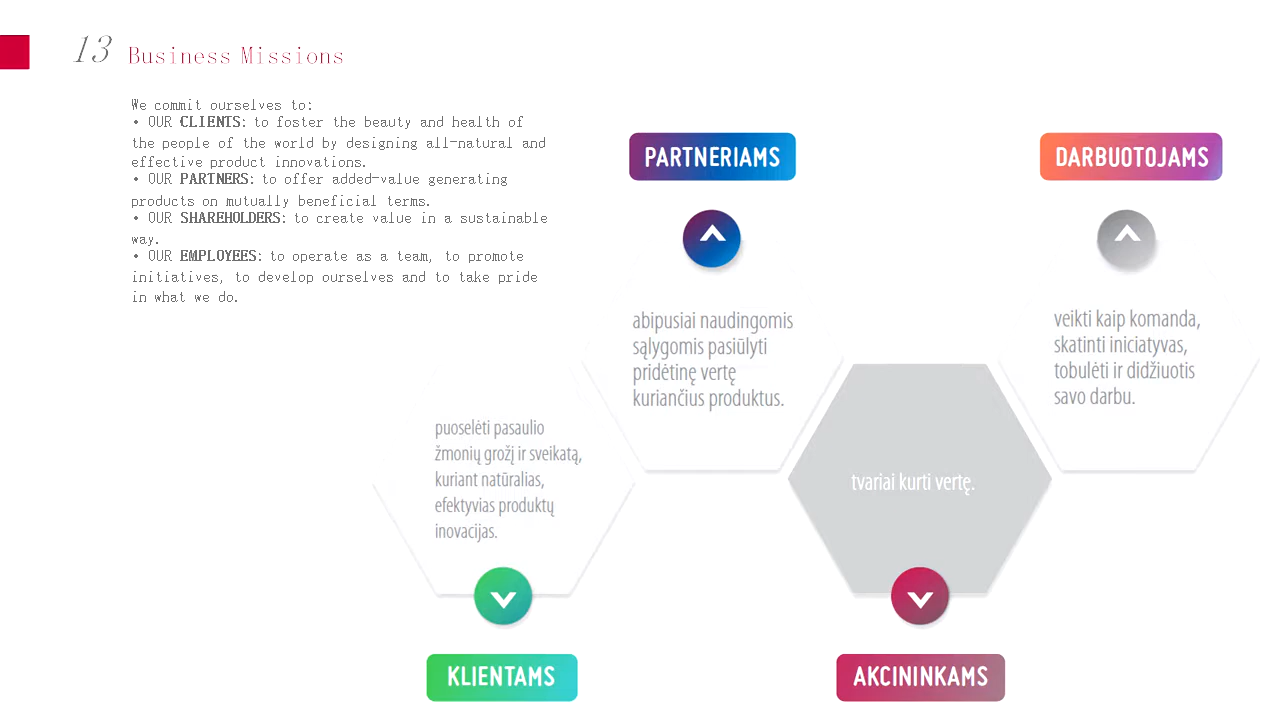 13 Business Missions
We commit ourselves to:
• OUR CLIENTS: to foster the beauty and health of
the people of the world by designing all-natural and
effective product innovations.
• OUR PARTNERS: to offer added-value generating
products on mutually beneficial terms.
• OUR SHAREHOLDERS: to create value in a sustainable
way.
• OUR EMPLOYEES: to operate as a team, to promote
initiatives, to develop ourselves and to take pride
in what we do.
PARTNERIAMS
abipusiai naudingomis
sąlygomis pasiūlyti
pridėtinę vertę
kuriančius produktus.
DARBUOTOJAMS
veikti kaip komanda,
skatinti iniciatyvas,
tobulėti ir didžiuotis
savo darbu.
puoselėti pasaulio
žmonių grožį ir sveikatą,
kuriant natūralias,
efektyvias produktų
inovacijas.
KLIENTAMS
tvariai kurti vertę.
AKCININKAMS